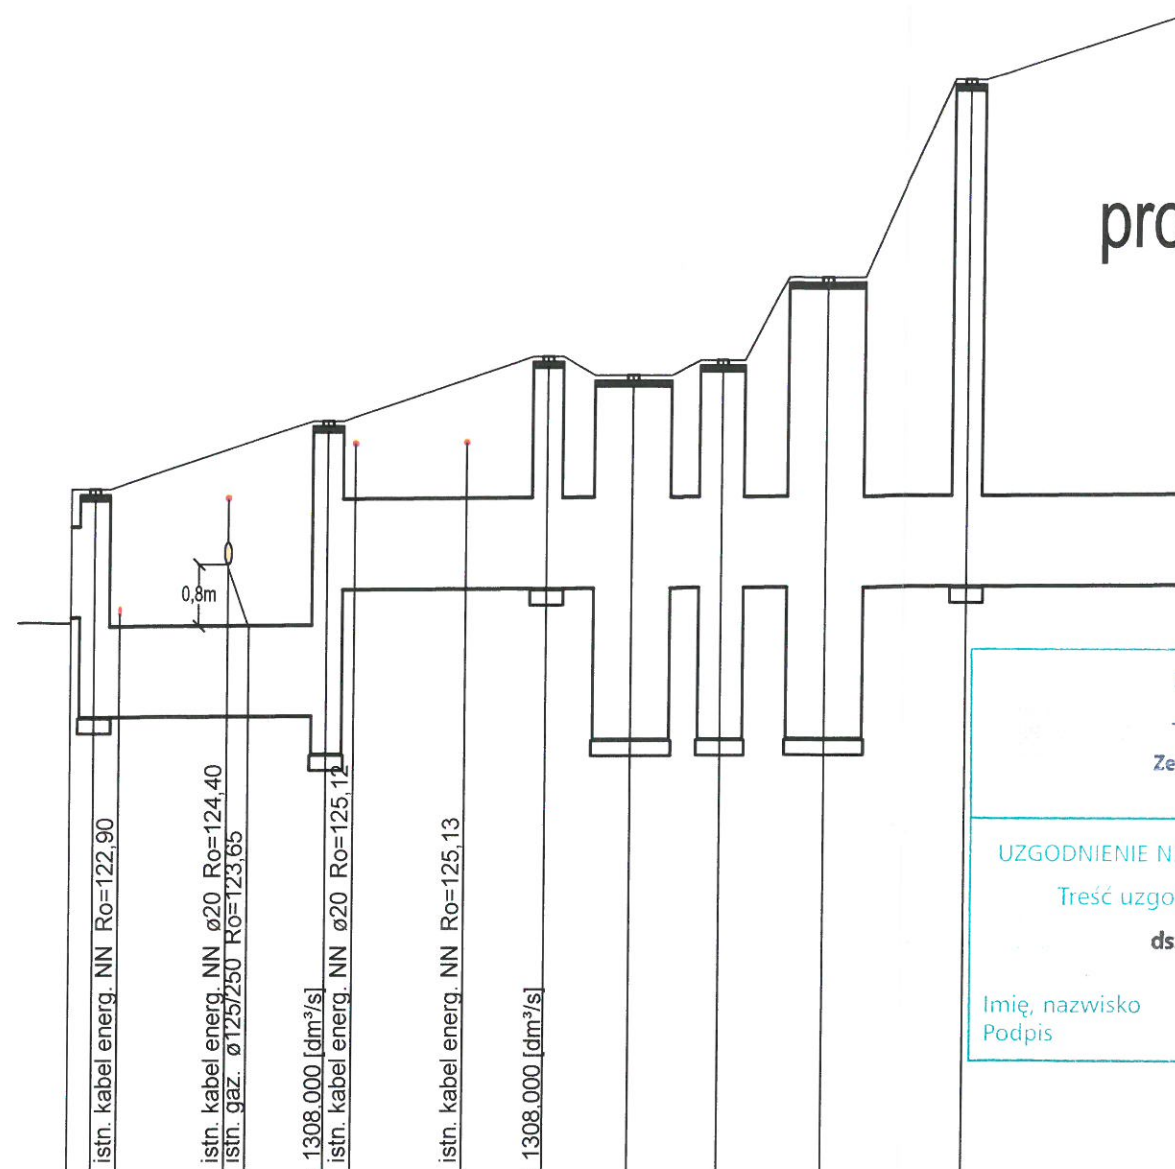 pro
0,8m
istn. kabel energ. NN Ro=122,90
istn. kabel energ. NN ø20 Ro=124,40
istn. gaz. ø125/250 Ro=123,65
1308.000 [dm³/s]
istn. kabel energ. NN ø20 Ro=125,12
istn. kabel energ. NN Ro=125,13
1308.000 [dm³/s]
Ze
UZGODNIENIE N
Treść uzgo
ds
Imię, nazwisko
Podpis